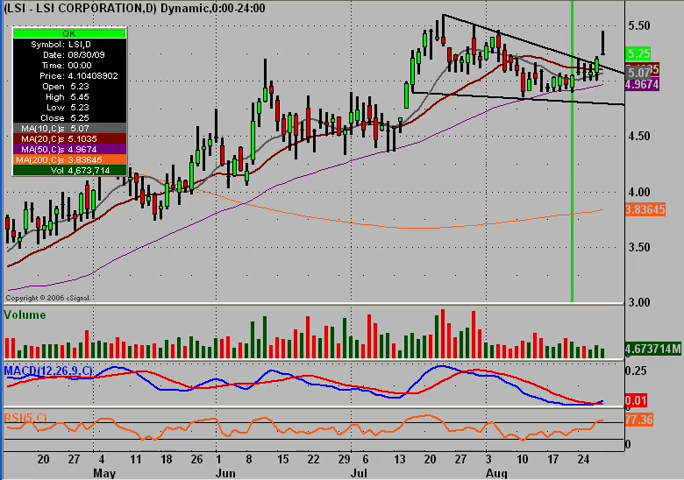 (LSI - LSI CORPORATION,D) Dynamic,0:00-24:00
OK
Symbol: LSI,D
Date: 08/30/09
Time: 00:00
Price: 4.10408902
Open 5.23
High 5.45
Low 5.23
Close 5.25
MA(10,C)= 5.07
MA(20,C)= 5.1035
MA(50,C)= 4.9674
MA(200,C)= 3.83645
Vol 4,673,714
5.50
5.25
5.07
4.9674
4.50
4.00
3.83645
3.50
3.00
Copyright © 2006 eSignal.
Volume
4.673714M
MACD(12,26,9,C)
0.25
0.01
0
RSI(5,C)
77.36
0
20 27 4 11 18 26 1 8 15 22 29 6 13 20 27 3 10 17 24
May Jun Jul Aug